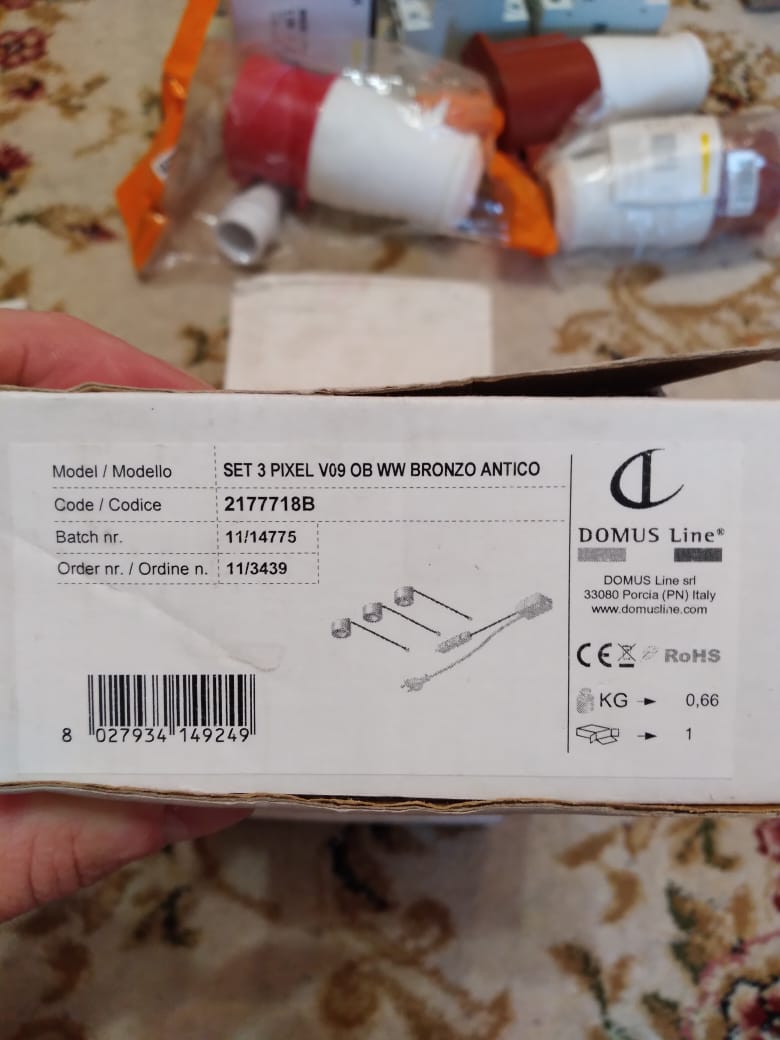 Model / Modello SET 3 PIXEL V09 OB WW BRONZO ANTICO
Code / Codice 2177718B
Batch nr. 11/14775
Order nr. / Ordine n. 11/3439
8 027934 149249
DOMUS Line®
DOMUS Line srl
33080 Porcia (PN) Italy
www.domusline.com
CE RoHS
KG 0,66
1